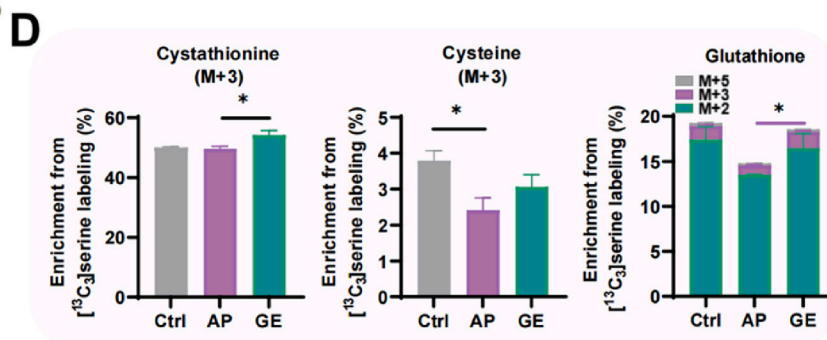 D
Cystathionine
(M+3)
Enrichment from
[¹³C₃]serine labeling (%)
60
40
20
0
*
Ctrl AP GE
Cysteine
(M+3)
Enrichment from
[¹³C₃]serine labeling (%)
5
4
3
2
1
0
*
Ctrl AP GE
Glutathione
M+5
M+3
M+2
Enrichment from
[¹³C₃]serine labeling (%)
20
15
10
5
0
*
Ctrl AP GE